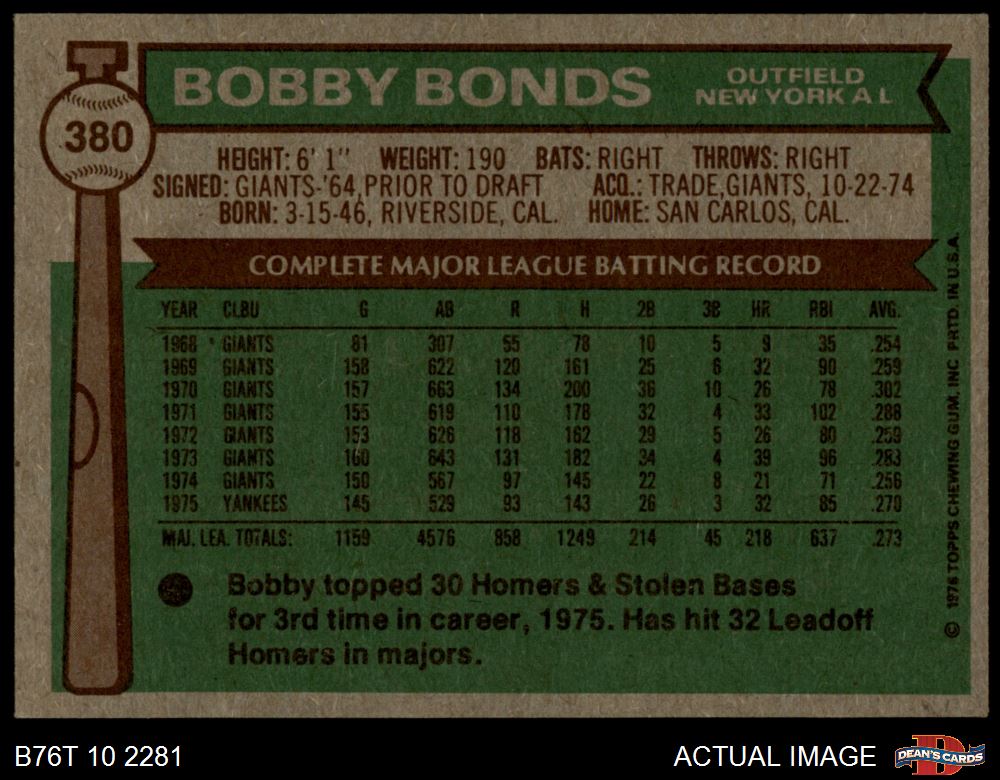 380
BOBBY BONDS
OUTFIELD
NEW YORK A L
HEIGHT: 6' 1" WEIGHT: 190 BATS: RIGHT THROWS: RIGHT
SIGNED: GIANTS-'64, PRIOR TO DRAFT ACQ.: TRADE, GIANTS, 10-22-74
BORN: 3-15-46, RIVERSIDE, CAL. HOME: SAN CARLOS, CAL.
COMPLETE MAJOR LEAGUE BATTING RECORD
YEAR CLBU G AB R H 2B 3B HR RBI AVG.
1968 GIANTS 81 307 55 78 10 5 9 35 .254
1969 GIANTS 158 622 120 161 25 6 32 90 .259
1970 GIANTS 157 663 134 200 36 10 26 78 .302
1971 GIANTS 155 619 110 178 32 4 33 102 .288
1972 GIANTS 153 626 118 162 29 5 26 80 .259
1973 GIANTS 160 643 131 182 34 4 39 96 .283
1974 GIANTS 150 567 97 145 22 8 21 71 .256
1975 YANKEES 145 529 93 143 26 3 32 85 .270
MAJ. LEA. TOTALS: 1159 4576 858 1249 214 45 218 637 .273
Bobby topped 30 Homers & Stolen Bases
for 3rd time in career, 1975. Has hit 32 Leadoff
Homers in majors.
© 1976 TOPPS CHEWING GUM, INC PRTD. IN U.S.A.
B76T 10 2281
ACTUAL IMAGE
DEAN'S CARDS